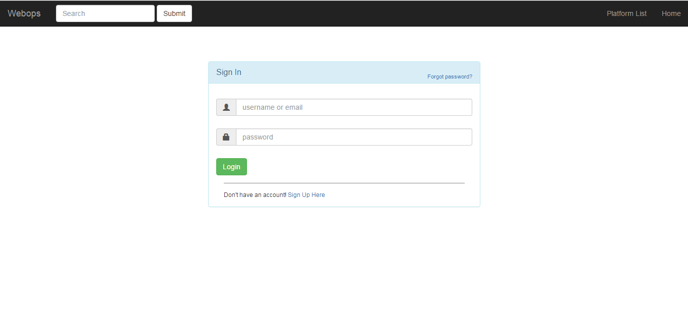 Webops Search Submit Platform List Home
Sign In Forgot password?
username or email
password
Login
Don't have an account! Sign Up Here